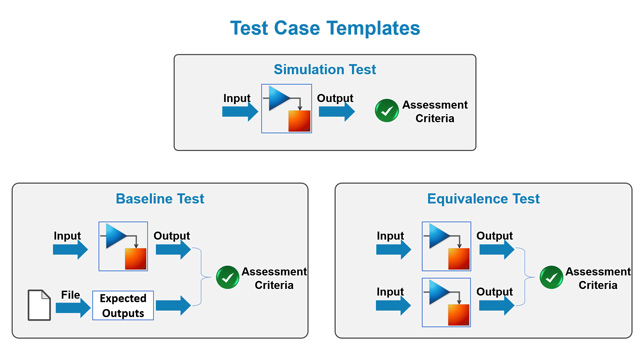 Test Case Templates
Simulation Test
Input
Output
Assessment
Criteria
Baseline Test
Input
Output
File
Expected
Outputs
Assessment
Criteria
Equivalence Test
Input
Output
Input
Output
Assessment
Criteria